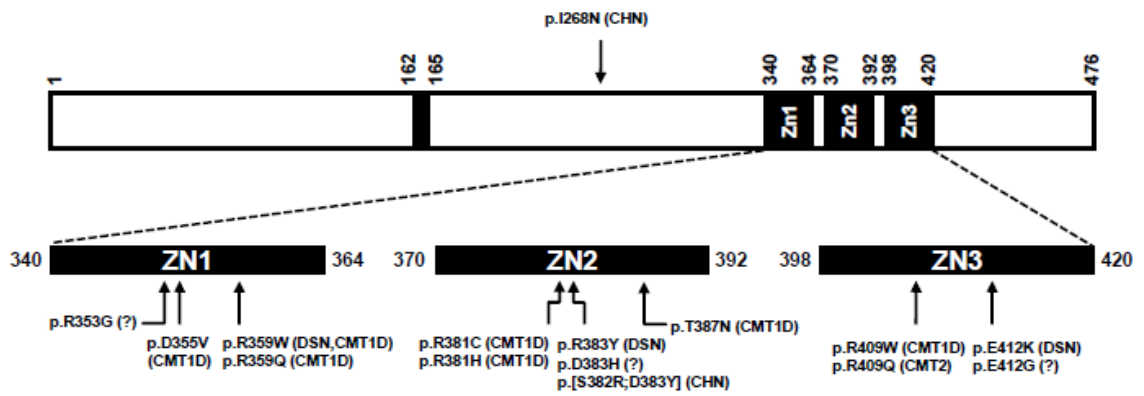 p.I268N (CHN)
1 162 165 340 364 370 392 398 420 476
Zn1 Zn2 Zn3
340 ZN1 364 370 ZN2 392 398 ZN3 420
p.R353G (?)
p.D355V
(CMT1D)
p.R359W (DSN,CMT1D)
p.R359Q (CMT1D)
p.R381C (CMT1D)
p.R381H (CMT1D)
p.R383Y (DSN)
p.D383H (?)
p.[S382R;D383Y] (CHN)
p.T387N (CMT1D)
p.R409W (CMT1D)
p.R409Q (CMT2)
p.E412K (DSN)
p.E412G (?)